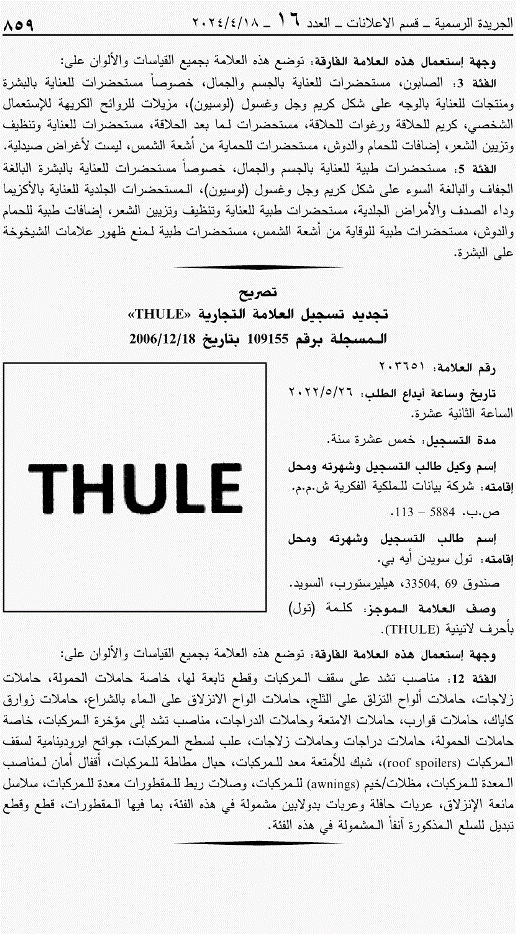 الجريدة الرسمية ـ قسم الاعلانات ـ العدد ١٦ ـ ٢٠٢٤/٤/١٨
٨٥٩
وجهة إستعمال هذه العلامة الفارقة: توضع هذه العلامة بجميع القياسات والألوان على:
الفئة 3: الصابون، مستحضرات للعناية بالجسم والجمال، خصوصاً مستحضرات للعناية بالبشرة
ومنتجات للعناية بالوجه على شكل كريم وجل وغسول (لوسيون)، مزيلات للروائح الكريهة للإستعمال
الشخصي، كريم للحلاقة ورغوات للحلاقة، مستحضرات لما بعد الحلاقة، مستحضرات للعناية وتنظيف
وتزيين الشعر، إضافات للحمام والدوش، مستحضرات للحماية من أشعة الشمس، ليست لأغراض صيدلية.
الفئة 5: مستحضرات طبية للعناية بالجسم والجمال، خصوصاً مستحضرات للعناية بالبشرة البالغة
الجفاف والبالغة السوء على شكل كريم وجل وغسول (لوسيون)، المستحضرات الجلدية للعناية بالأكزيما
وداء الصدف والأمراض الجلدية، مستحضرات طبية للعناية وتنظيف وتزيين الشعر، إضافات طبية للحمام
والدوش، مستحضرات طبية للوقاية من أشعة الشمس، مستحضرات طبية لمنع ظهور علامات الشيخوخة
على البشرة.
تصريح
تجديد تسجيل العلامة التجارية «THULE»
المسجلة برقم 109155 بتاريخ 2006/12/18
رقم العلامة: ٢٠٣٦٥١
تاريخ وساعة أيداع الطلب: ٢٠٢٢/٥/٢٦
الساعة الثانية عشرة.
مدة التسجيل: خمس عشرة سنة.
إسم وكيل طالب التسجيل وشهرته ومحل
إقامته: شركة بيانات للملكية الفكرية ش.م.م.
ص.ب. 5884 – 113.
إسم طالب التسجيل وشهرته ومحل
إقامته: تول سويدن أيه بي.
صندوق 69 ,33504، هيليرستورب، السويد.
وصف العلامة الموجز: كلمة (تول)
بأحرف لاتينية (THULE).
THULE
وجهة إستعمال هذه العلامة الفارقة: توضع هذه العلامة بجميع القياسات والألوان على:
الفئة 12: مناصب تشد على سقف المركبات وقطع تابعة لها، خاصة حاملات الحمولة، حاملات
زلاجات، حاملات ألواح التزلق على الثلج، حاملات الواح الانزلاق على الماء بالشراع، حاملات زوارق
كاياك، حاملات قوارب، حاملات الامتعة وحاملات الدراجات، مناصب تشد إلى مؤخرة المركبات، خاصة
حاملات الحمولة، حاملات دراجات وحاملات زلاجات، علب لسطح المركبات، جوائح ايرودينامية لسقف
المركبات (roof spoilers)، شبك للأمتعة معد للمركبات، حبال مطاطة للمركبات، أقفال أمان لمناصب
المعدة للمركبات، مظلات/خيم (awnings) للمركبات، وصلات ربط للمقطورات معدة للمركبات، سلاسل
مانعة الإنزلاق، عربات حافلة وعربات بدولابين مشمولة في هذه الفئة، بما فيها المقطورات، قطع وقطع
تبديل للسلع المذكورة آنفاً المشمولة في هذه الفئة.